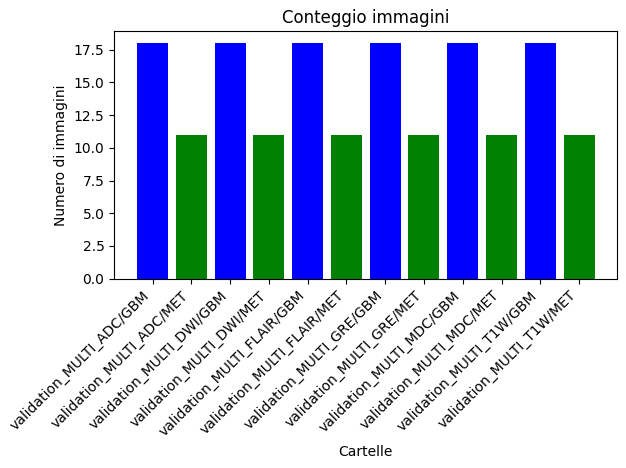 Conteggio immagini
Numero di immagini
17.5
15.0
12.5
10.0
7.5
5.0
2.5
0.0
validation_MULTI_ADC/GBM
validation_MULTI_ADC/MET
validation_MULTI_DWI/GBM
validation_MULTI_DWI/MET
validation_MULTI_FLAIR/GBM
validation_MULTI_FLAIR/MET
validation_MULTI_GRE/GBM
validation_MULTI_GRE/MET
validation_MULTI_MDC/GBM
validation_MULTI_MDC/MET
validation_MULTI_T1W/GBM
validation_MULTI_T1W/MET
Cartelle